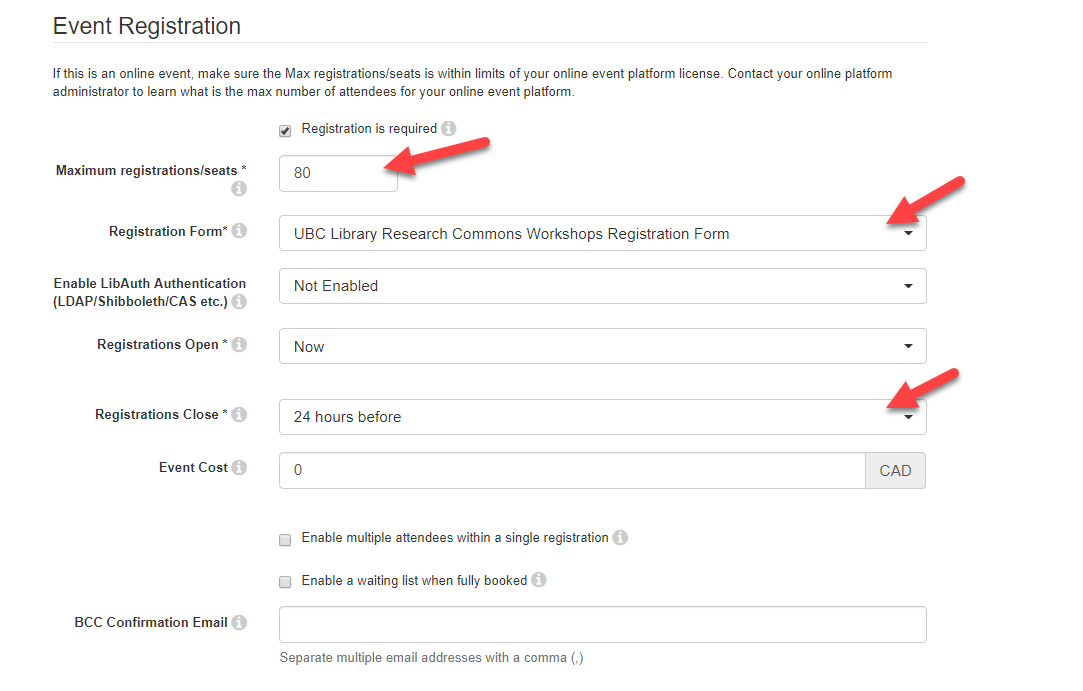 Event Registration
If this is an online event, make sure the Max registrations/seats is within limits of your online event platform license. Contact your online platform
administrator to learn what is the max number of attendees for your online event platform.
Registration is required
Maximum registrations/seats *
80
Registration Form*
UBC Library Research Commons Workshops Registration Form
Enable LibAuth Authentication
(LDAP/Shibboleth/CAS etc.)
Not Enabled
Registrations Open *
Now
Registrations Close *
24 hours before
Event Cost
0
CAD
Enable multiple attendees within a single registration
Enable a waiting list when fully booked
BCC Confirmation Email
Separate multiple email addresses with a comma (,)